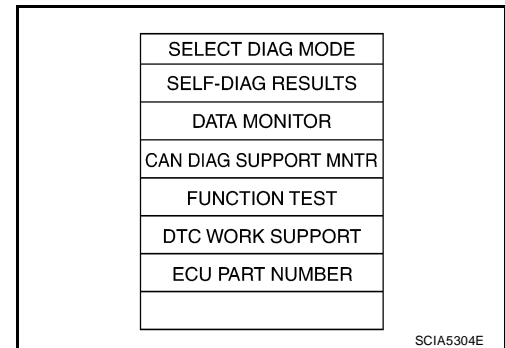 SELECT DIAG MODE
SELF-DIAG RESULTS
DATA MONITOR
CAN DIAG SUPPORT MNTR
FUNCTION TEST
DTC WORK SUPPORT
ECU PART NUMBER
SCIA5304E